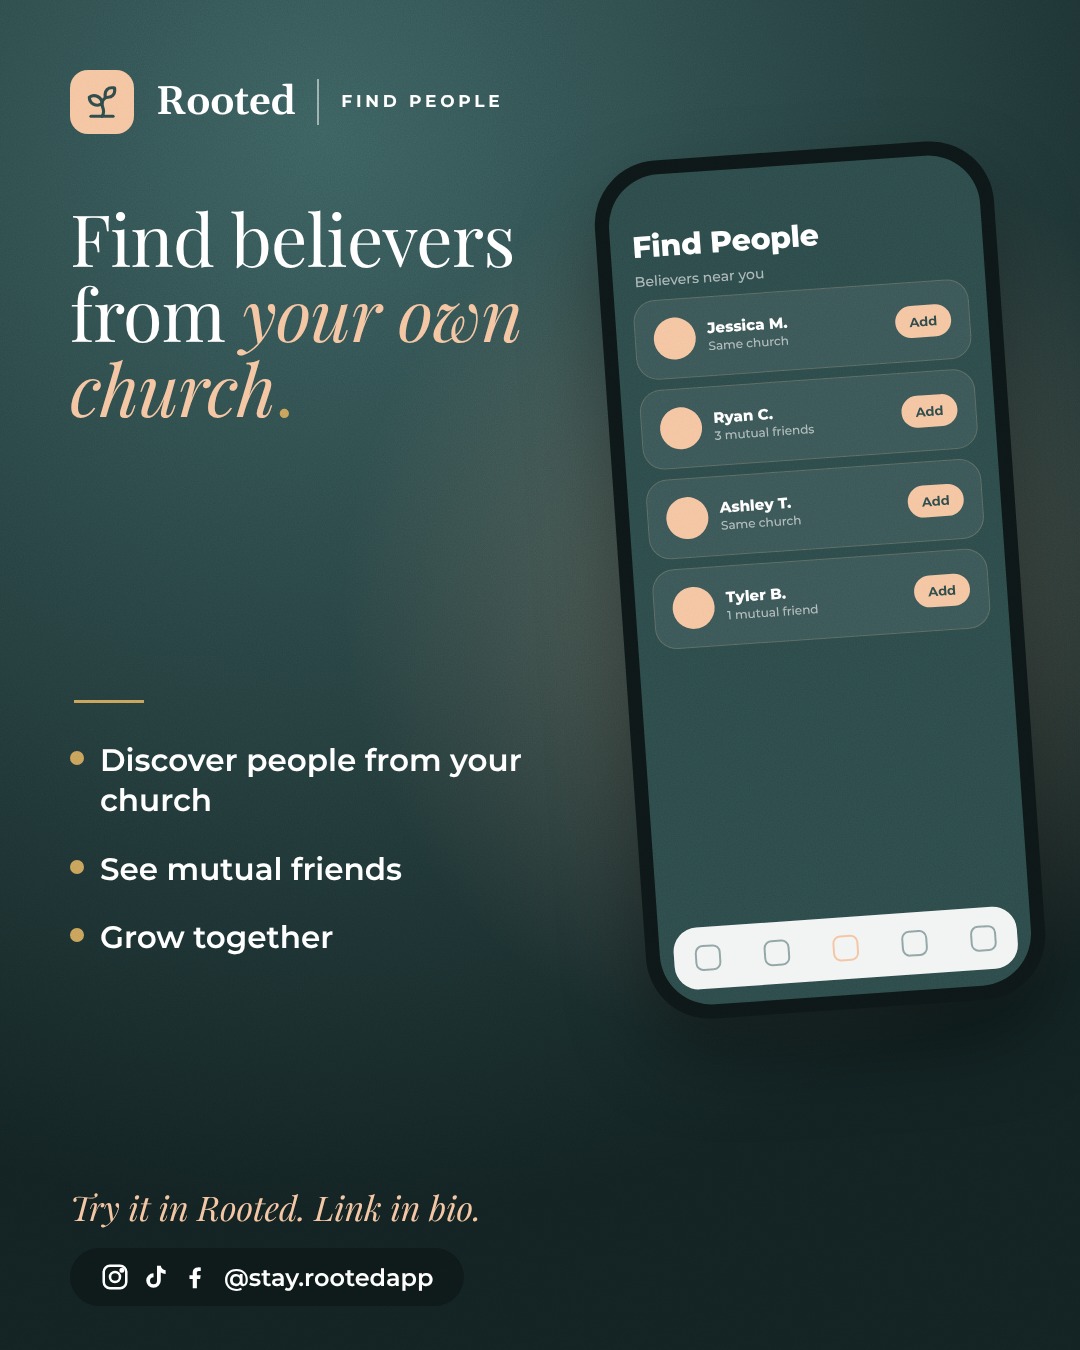 Rooted
FIND PEOPLE
Find believers
from your own
church.
Discover people from your
church
See mutual friends
Grow together
Find People
Believers near you
Jessica M.
Same church
Add
Ryan C.
3 mutual friends
Add
Ashley T.
Same church
Add
Tyler B.
1 mutual friend
Add
Try it in Rooted. Link in bio.
@stay.rootedapp